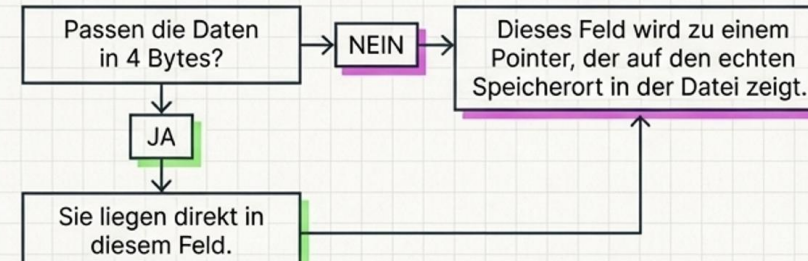 Passen die Daten
in 4 Bytes?
NEIN
Dieses Feld wird zu einem
Pointer, der auf den echten
Speicherort in der Datei zeigt.
JA
Sie liegen direkt in
diesem Feld.